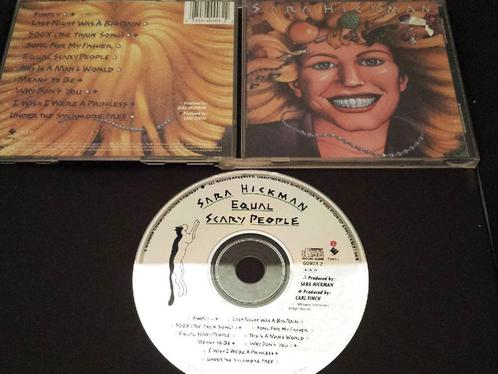 SIMPLY
LAST NIGHT WAS A BIG RAIN
500X (THE TRAIN SONG)
SONG FOR MY FATHER
EQUAL SCARY PEOPLE
THIS IS A MAN'S WORLD
MEANT TO BE
WHY DON'T YOU
I WISH I WERE A PRINCESS
UNDER THE SYCAMORE TREE
Produced by:
SARA HICKMAN
Produced by:
CARL FINCH
SARA HICKMAN
SARA HICKMAN
EQUAL
SCARY PEOPLE
60903-2
Produced by:
SARA HICKMAN
Produced by:
CARL FINCH
SIMPLY LAST NIGHT WAS A BIG RAIN
500X (THE TRAIN SONG) SONG FOR MY FATHER
EQUAL SCARY PEOPLE THIS IS A MAN'S WORLD
MEANT TO BE WHY DON'T YOU
I WISH I WERE A PRINCESS
UNDER THE SYCAMORE TREE